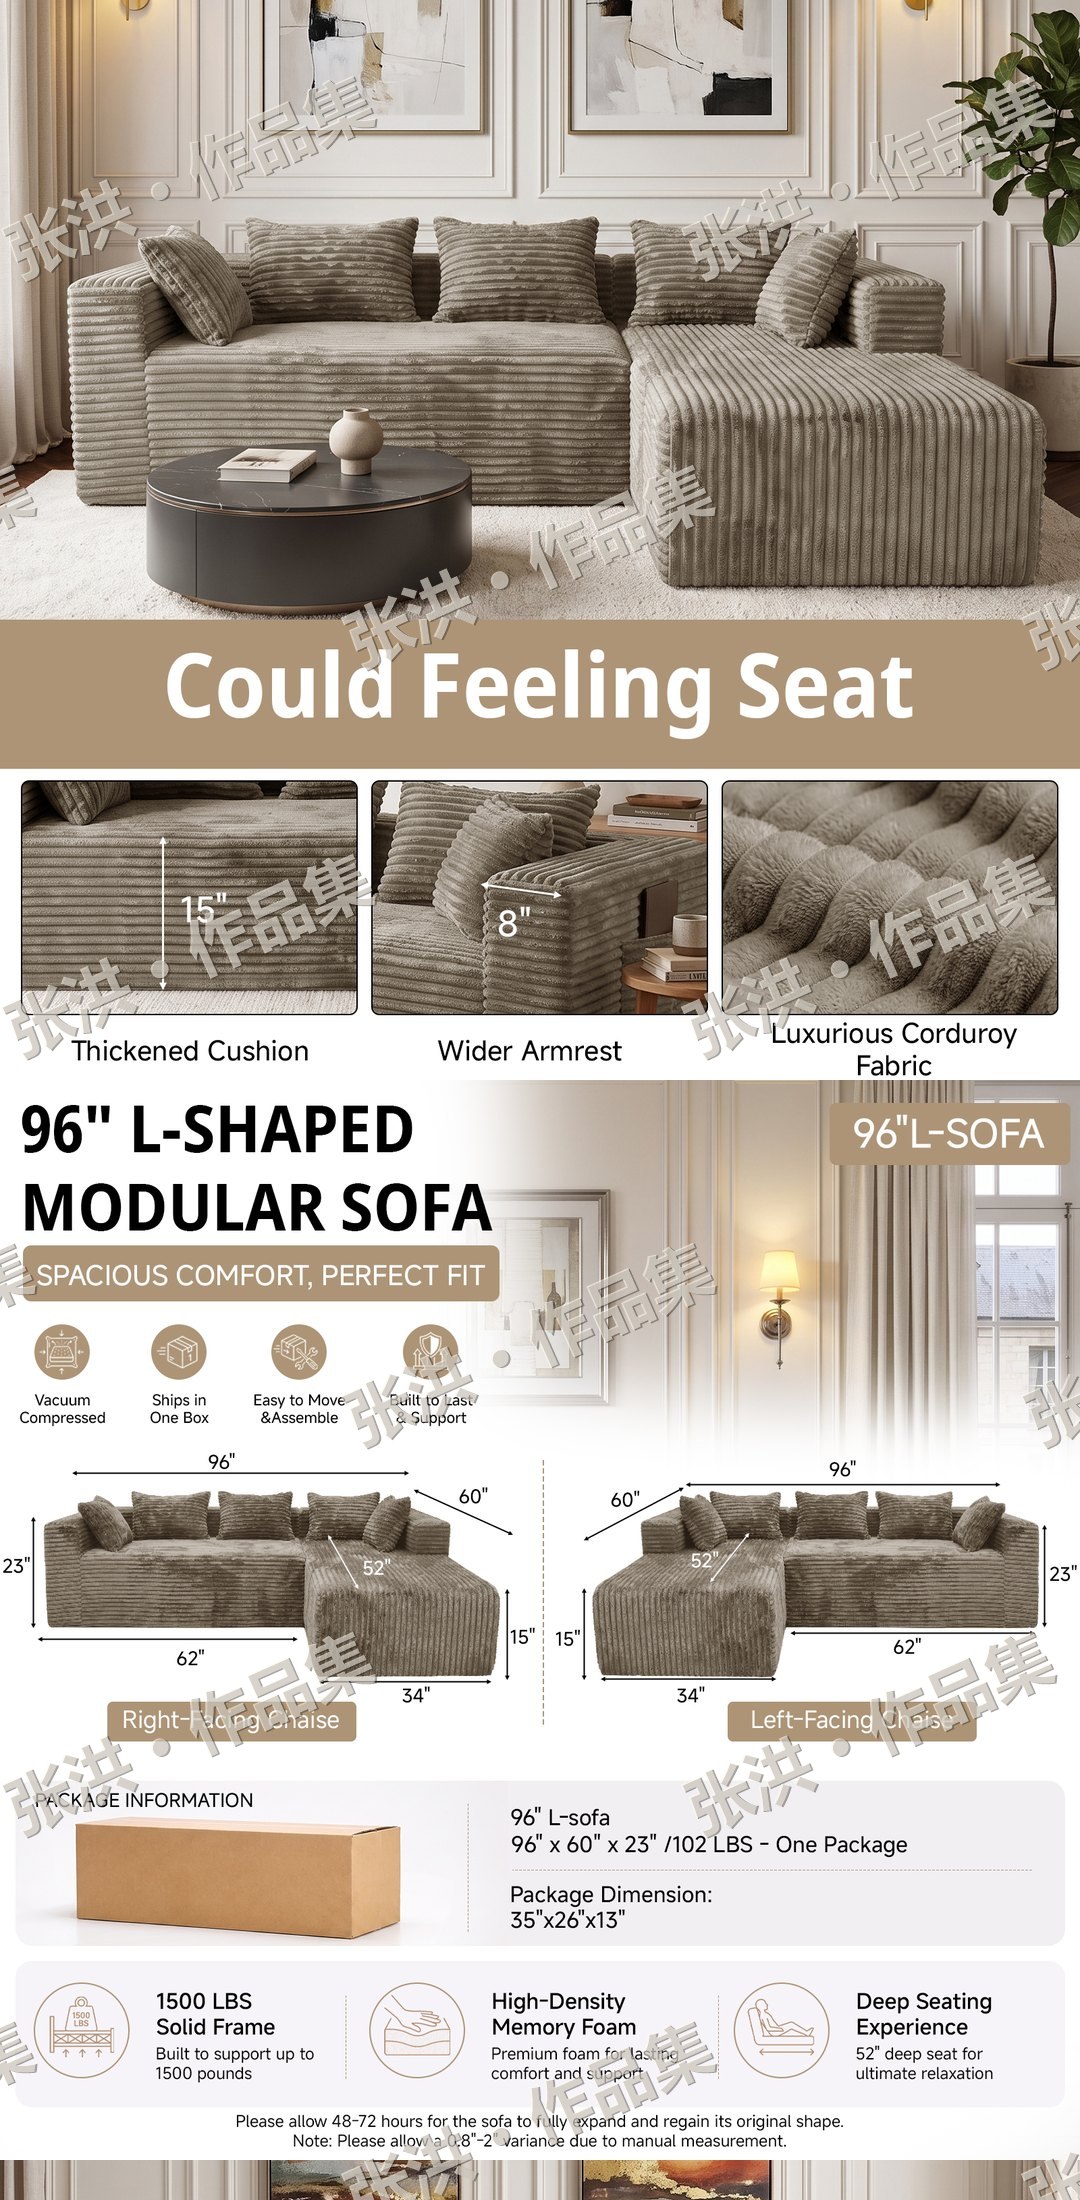 张洪·作品集
张洪·作品集
张洪·作品集
Could Feeling Seat
15"
8"
张洪·作品集
张洪·作品集
Thickened Cushion
Wider Armrest
Luxurious Corduroy
Fabric
96" L-SHAPED
MODULAR SOFA
96"L-SOFA
SPACIOUS COMFORT, PERFECT FIT
张洪·作品集
Vacuum
Compressed
Ships in
One Box
Easy to Move
&Assemble
Built to Last
& Support
96"
60"
52"
23"
62"
15"
34"
Right-Facing Chaise
96"
60"
52"
23"
15"
62"
34"
Left-Facing Chaise
张洪·作品集
张洪·作品集
PACKAGE INFORMATION
96" L-sofa
96" x 60" x 23" /102 LBS - One Package
Package Dimension:
35"x26"x13"
1500
LBS
1500 LBS
Solid Frame
Built to support up to
1500 pounds
High-Density
Memory Foam
Premium foam for lasting
comfort and support
Deep Seating
Experience
52" deep seat for
ultimate relaxation
张洪·作品集
Please allow 48-72 hours for the sofa to fully expand and regain its original shape.
Note: Please allow a 0.8"-2" variance due to manual measurement.